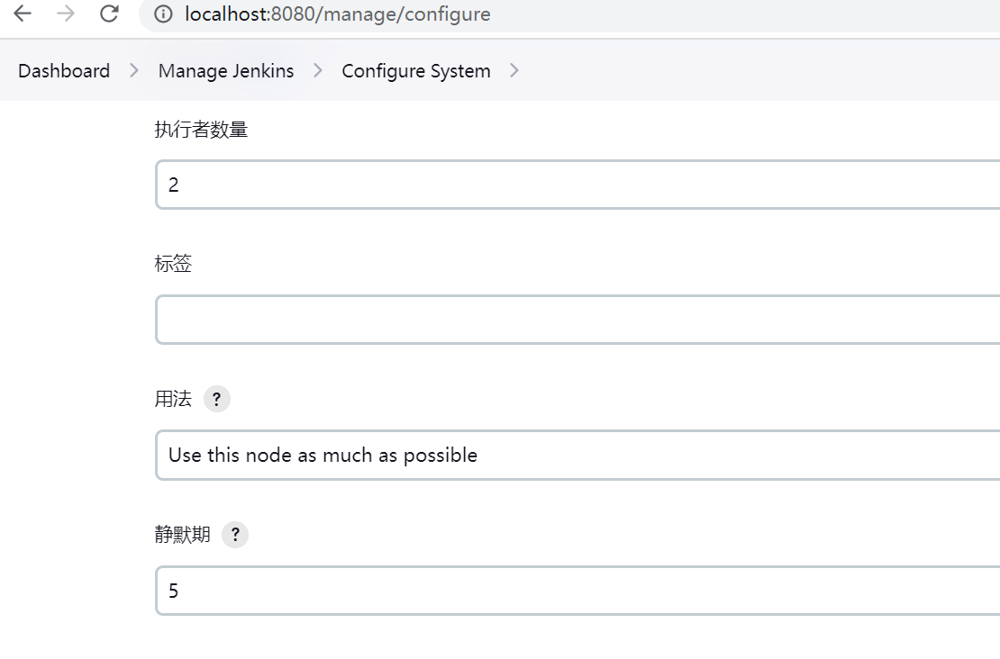 localhost:8080/manage/configure
Dashboard > Manage Jenkins > Configure System >
执行者数量
2
标签
用法 ?
Use this node as much as possible
静默期 ?
5